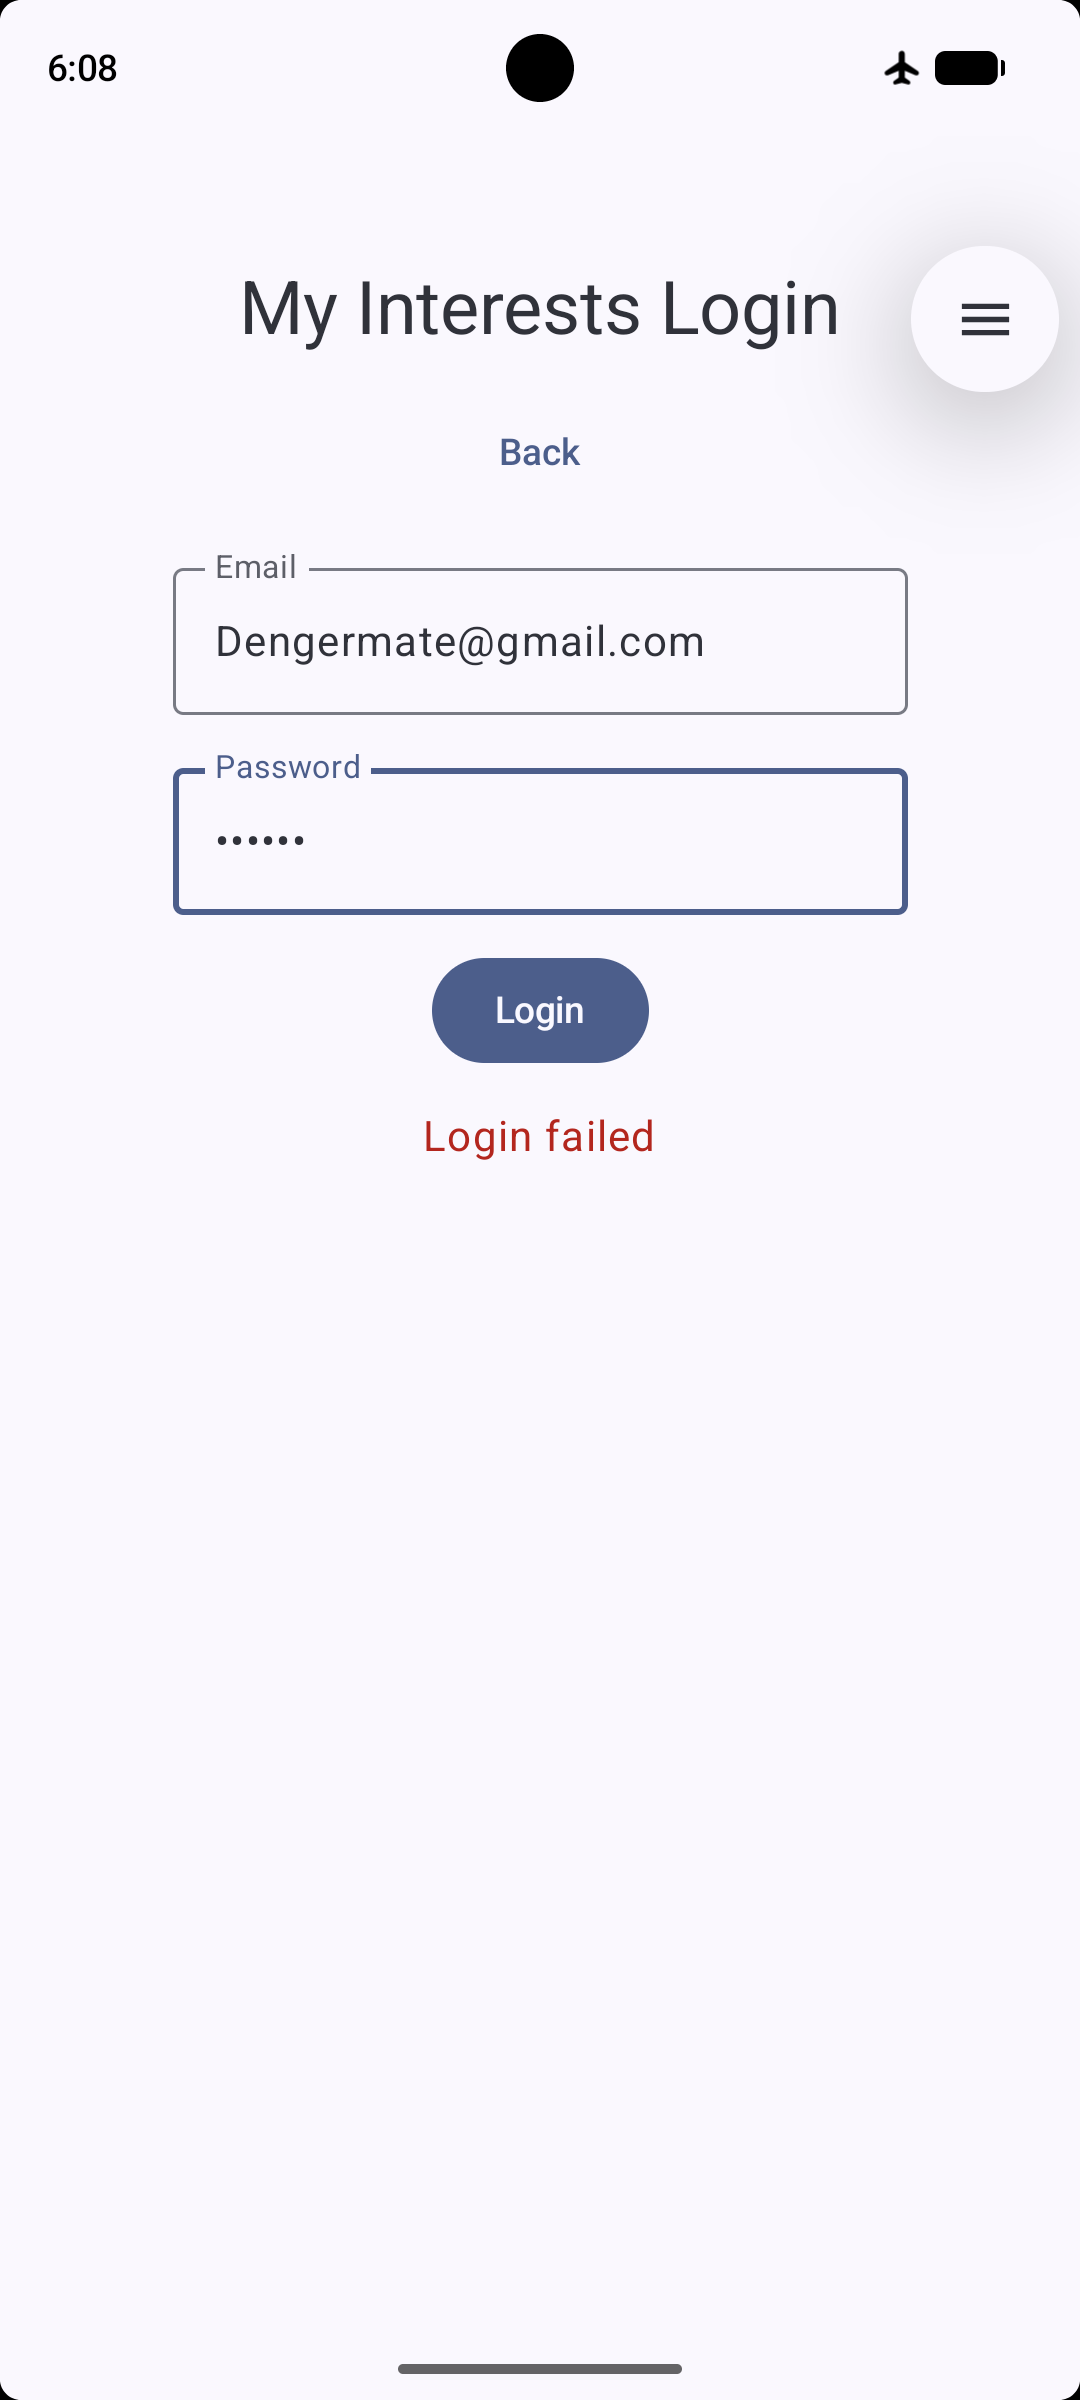 6:08
My Interests Login
Back
Email
Dengermate@gmail.com
Password
••••••
Login
Login failed